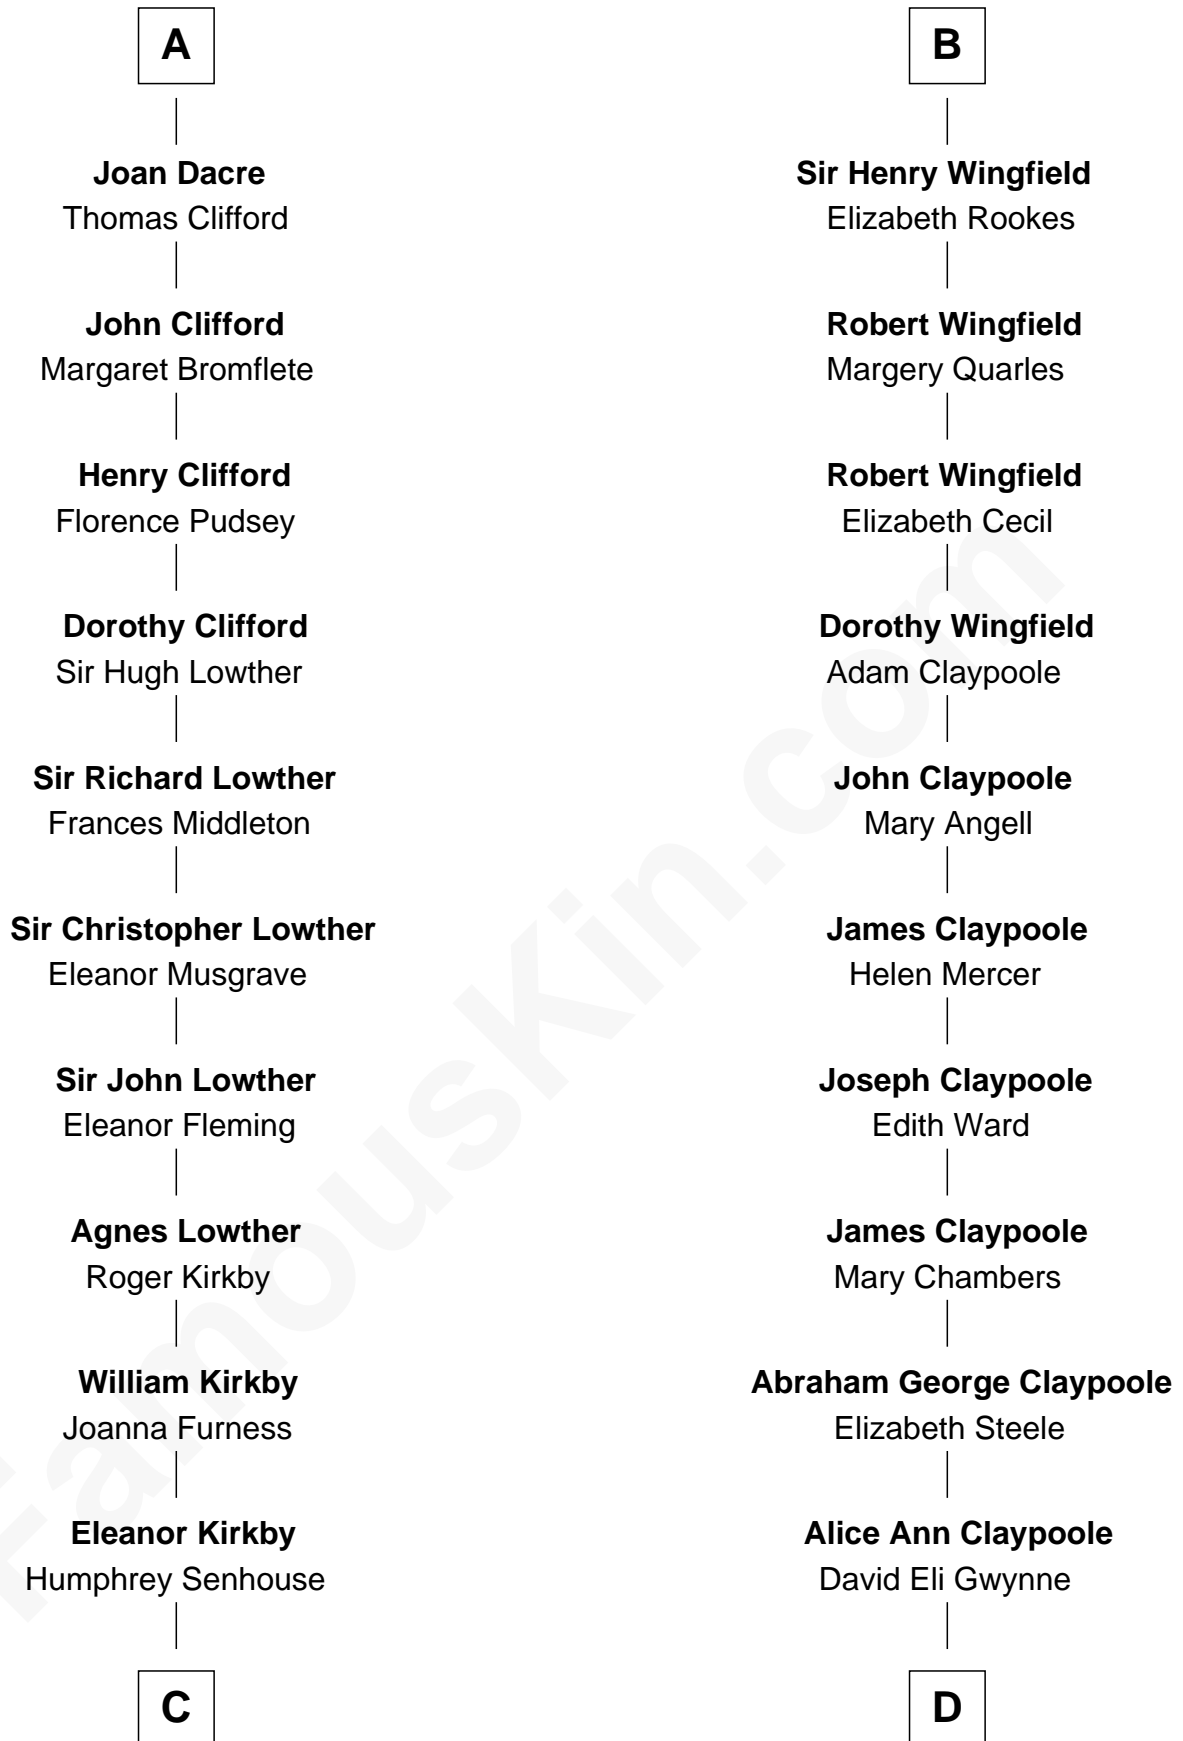 A
Joan Dacre
Thomas Clifford
John Clifford
Margaret Bromflete
Henry Clifford
Florence Pudsey
Dorothy Clifford
Sir Hugh Lowther
Sir Richard Lowther
Frances Middleton
Sir Christopher Lowther
Eleanor Musgrave
Sir John Lowther
Eleanor Fleming
Agnes Lowther
Roger Kirkby
William Kirkby
Joanna Furness
Eleanor Kirkby
Humphrey Senhouse
C
B
Sir Henry Wingfield
Elizabeth Rookes
Robert Wingfield
Margery Quarles
Robert Wingfield
Elizabeth Cecil
Dorothy Wingfield
Adam Claypoole
John Claypoole
Mary Angell
James Claypoole
Helen Mercer
Joseph Claypoole
Edith Ward
James Claypoole
Mary Chambers
Abraham George Claypoole
Elizabeth Steele
Alice Ann Claypoole
David Eli Gwynne
D
FamousKin.com